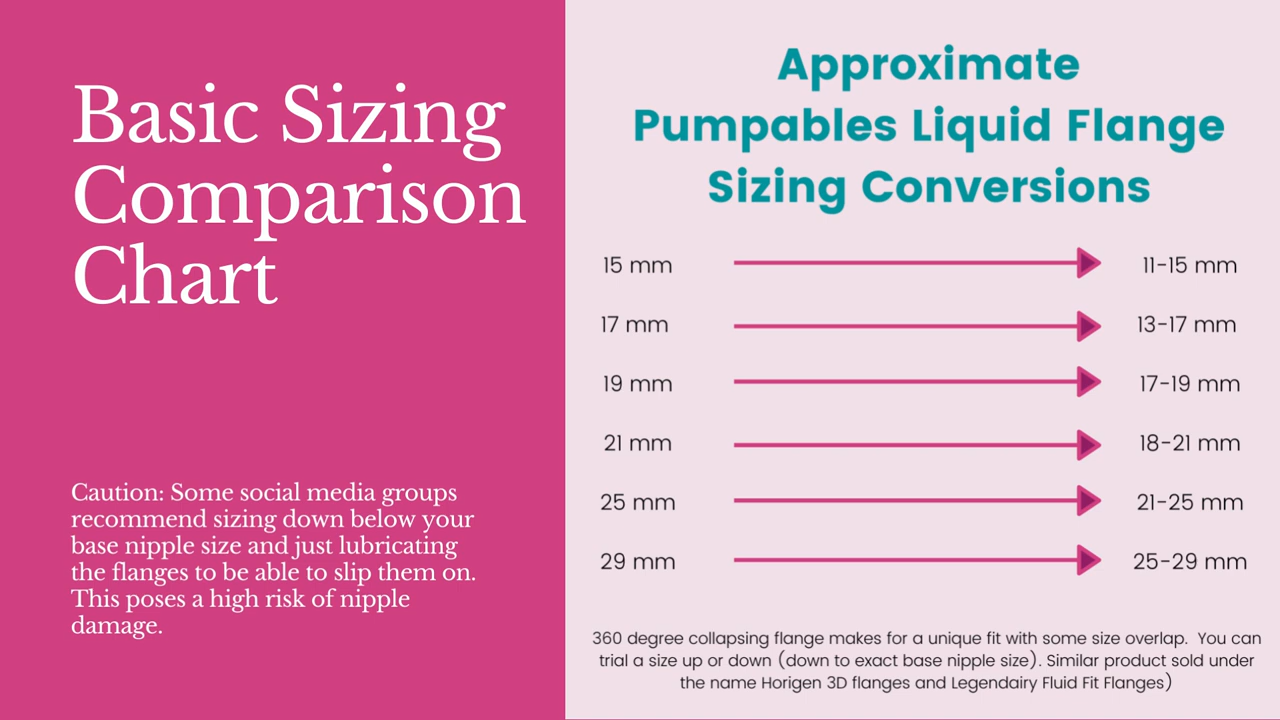 Basic Sizing
Comparison
Chart
Caution: Some social media groups
recommend sizing down below your
base nipple size and just lubricating
the flanges to be able to slip them on.
This poses a high risk of nipple
damage.
Approximate
Pumpables Liquid Flange
Sizing Conversions
15 mm 11-15 mm
17 mm 13-17 mm
19 mm 17-19 mm
21 mm 18-21 mm
25 mm 21-25 mm
29 mm 25-29 mm
360 degree collapsing flange makes for a unique fit with some size overlap. You can
trial a size up or down (down to exact base nipple size). Similar product sold under
the name Horigen 3D flanges and Legendairy Fluid Fit Flanges)